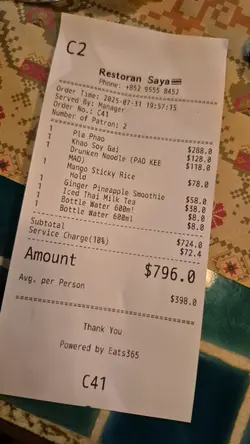 C2
Restoran Saya
Phone: +852 9555 8452
Order Time: 2025-07-31 19:57:15
Served By: Manager
Order No.: C41
Number of Patron: 2
1 Pla Phao $288.0
1 Khao Soy Gai $128.0
1 Drunken Noodle (PAD KEE MAO) $118.0
1 Mango Sticky Rice $78.0
Hold
1 Ginger Pineapple Smoothie $58.0
1 Iced Thai Milk Tea $38.0
1 Bottle Water 600ml $8.0
1 Bottle Water 600ml $8.0
Subtotal $724.0
Service Charge(10%) $72.4
Amount $796.0
Avg. per Person $398.0
Thank You
Powered by Eats365
C41